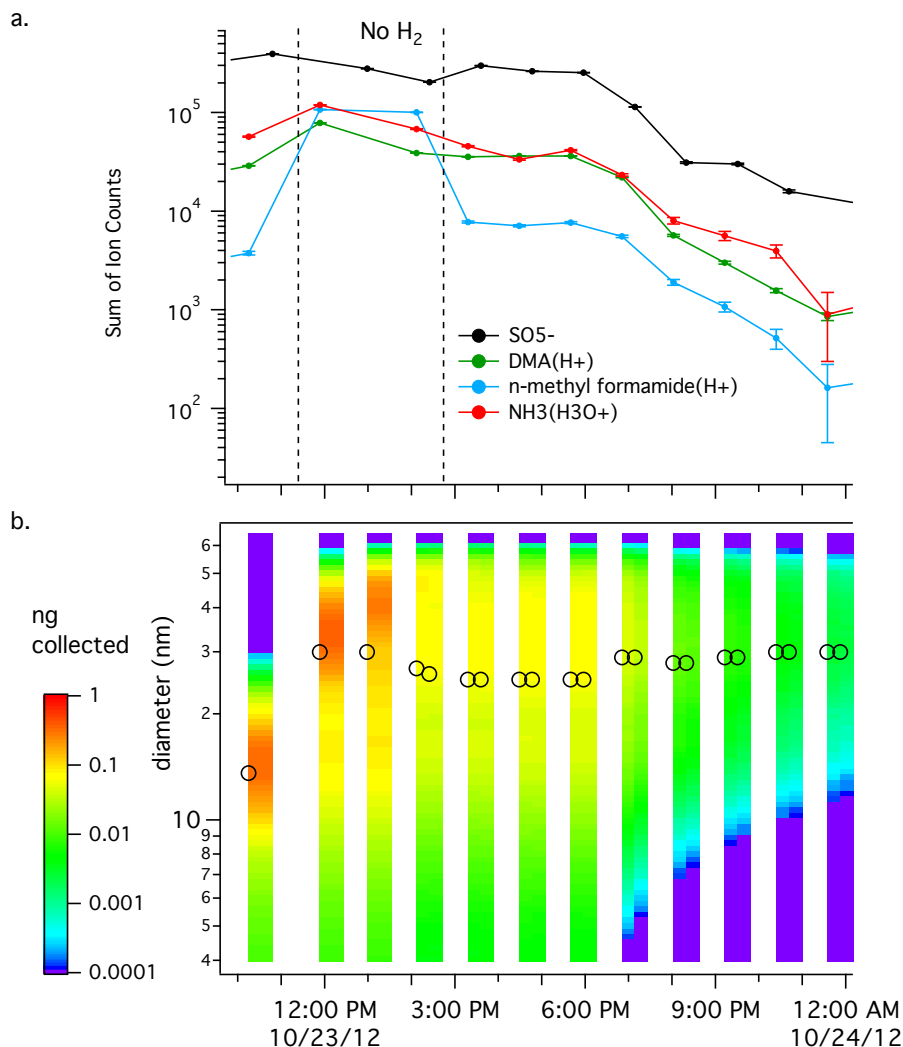 a.
No H2
10^5
10^4
10^3
10^2
Sum of Ion Counts
SO5-
DMA(H+)
n-methyl formamide(H+)
NH3(H3O+)
b.
ng
collected
1
0.1
0.01
0.001
0.0001
diameter (nm)
6
5
4
3
2
10
9
8
7
6
5
4
12:00 PM
10/23/12
3:00 PM
6:00 PM
9:00 PM
12:00 AM
10/24/12